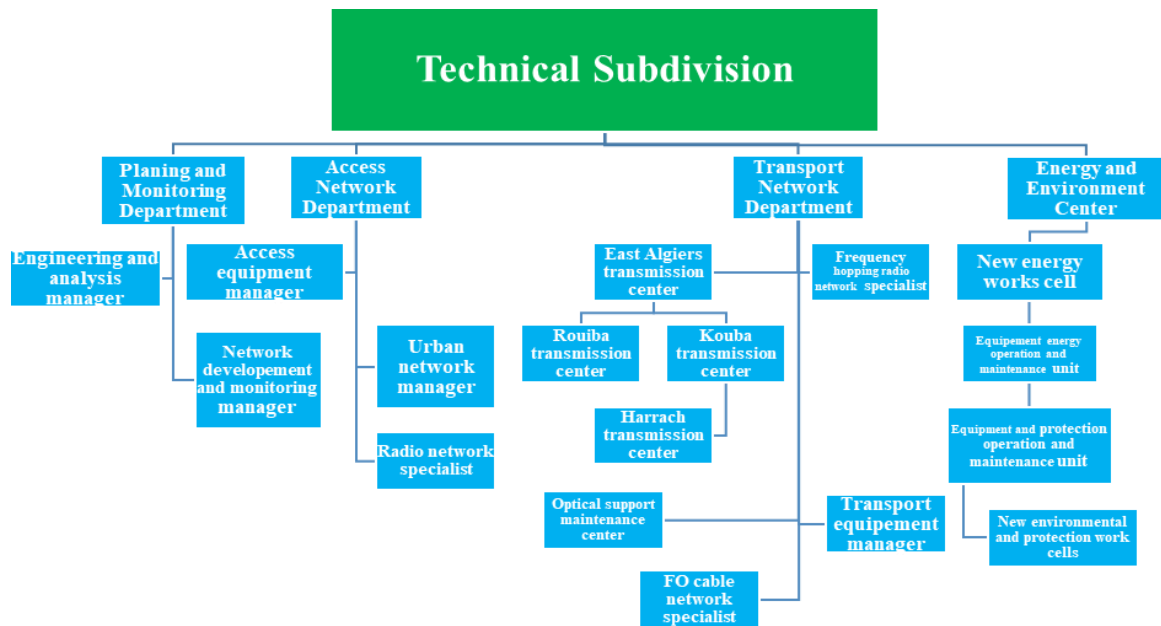 Technical Subdivision
Planing and
Monitoring
Department
Access
Network
Department
Transport
Network
Department
Energy and
Environment
Center
Engineering and
analysis
manager
Network
developement
and monitoring
manager
Access
equipment
manager
Urban
network
manager
Radio network
specialist
East Algiers
transmission
center
Rouiba
transmission
center
Kouba
transmission
center
Harrach
transmission
center
Frequency
hopping radio
network specialist
Optical support
maintenance
center
Transport
equipement
manager
FO cable
network
specialist
New energy
works cell
Equipement energy
operation and
maintenance unit
Equipment and protection
operation and
maintenance unit
New environmental
and protection work
cells